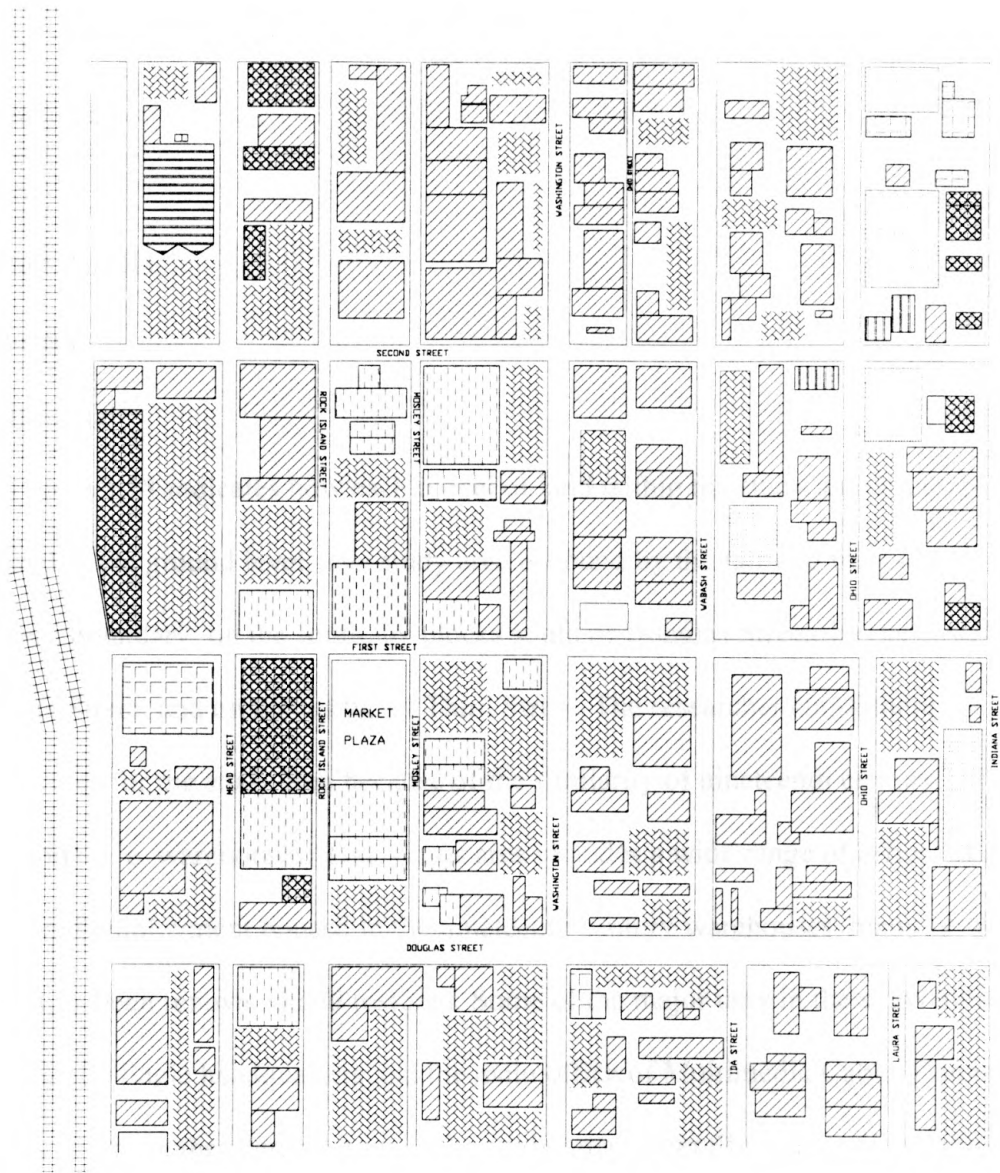 WASHINGTON STREET
OHIO STREET
SECOND STREET
ROCK ISLAND STREET
MOSLEY STREET
WABASH STREET
OHIO STREET
FIRST STREET
MARKET
PLAZA
MEAD STREET
ROCK ISLAND STREET
MOSLEY STREET
WASHINGTON STREET
OHIO STREET
INDIANA STREET
DOUGLAS STREET
IDA STREET
LAURA STREET